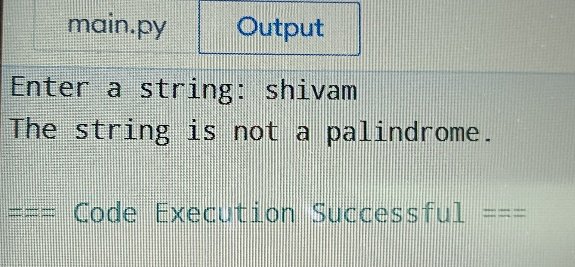 main.py Output
Enter a string: shivam
The string is not a palindrome.
=== Code Execution Successful ===